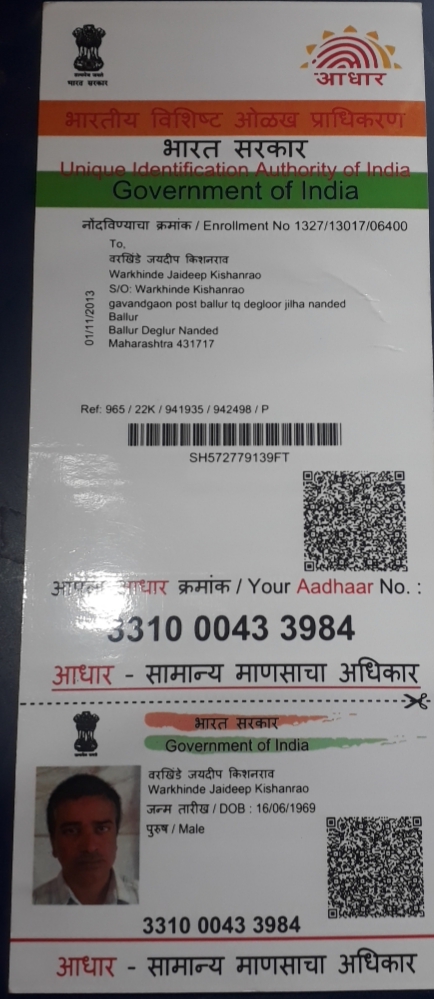 भारत सरकार
आधार
भारतीय विशिष्ट ओळख प्राधिकरण
भारत सरकार
Unique Identification Authority of India
Government of India
नोंदविण्याचा क्रमांक / Enrollment No 1327/13017/06400
To,
वरखिंडे जयदीप किशनराव
Warkhinde Jaideep Kishanrao
S/O: Warkhinde Kishanrao
gavandgaon post ballur tq degloor jilha nanded
Ballur
Ballur Deglur Nanded
Maharashtra 431717
01/11/2013
Ref: 965 / 22K / 941935 / 942498 / P
SH572779139FT
आपला आधार क्रमांक / Your Aadhaar No. :
3310 0043 3984
आधार - सामान्य माणसाचा अधिकार
भारत सरकार
Government of India
वरखिंडे जयदीप किशनराव
Warkhinde Jaideep Kishanrao
जन्म तारीख / DOB : 16/06/1969
पुरुष / Male
3310 0043 3984
आधार - सामान्य माणसाचा अधिकार